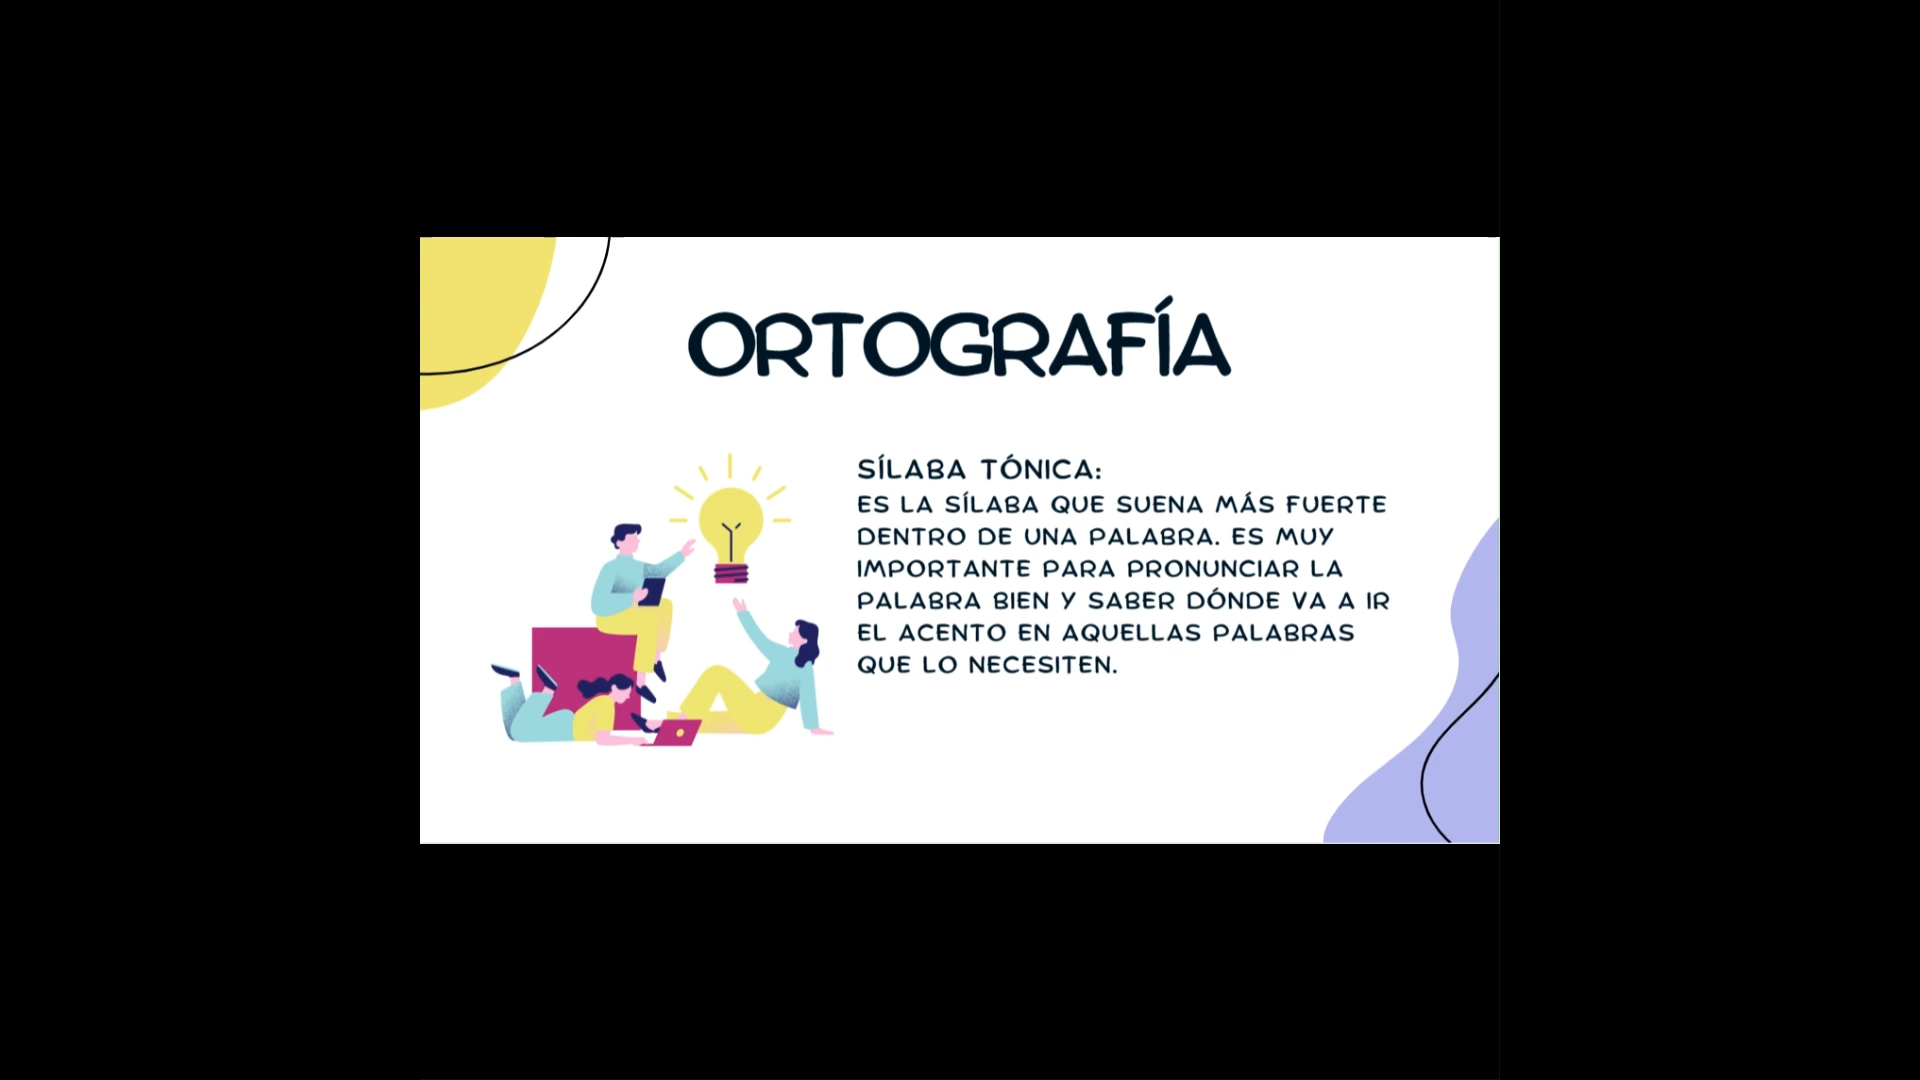 ORTOGRAFÍA
SÍLABA TÓNICA:
ES LA SÍLABA QUE SUENA MÁS FUERTE
DENTRO DE UNA PALABRA. ES MUY
IMPORTANTE PARA PRONUNCIAR LA
PALABRA BIEN Y SABER DÓNDE VA A IR
EL ACENTO EN AQUELLAS PALABRAS
QUE LO NECESITEN.